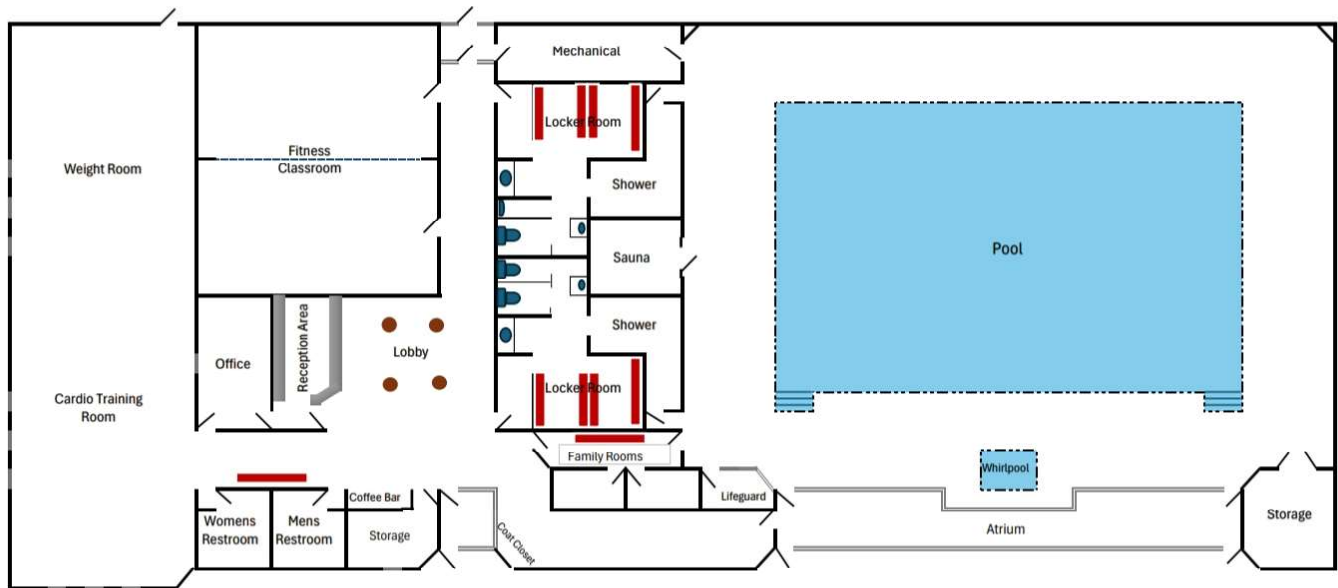 Mechanical
Locker Room
Fitness
Classroom
Weight Room
Shower
Pool
Sauna
Shower
Reception Area
Lobby
Office
Locker Room
Cardio Training
Room
Family Rooms
Whirlpool
Lifeguard
Coffee Bar
Womens
Restroom
Mens
Restroom
Storage
Coat Closet
Atrium
Storage